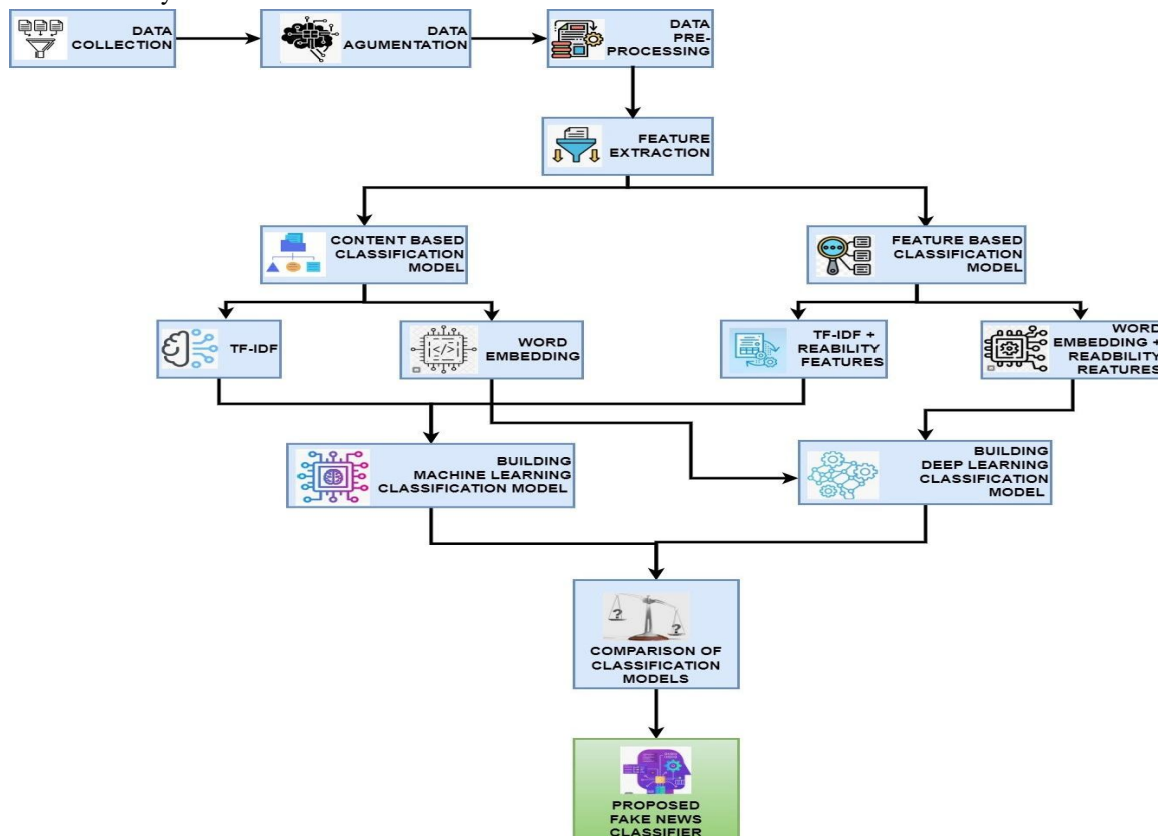 DATA
COLLECTION
DATA
AGUMENTATION
DATA
PRE-
PROCESSING
FEATURE
EXTRACTION
CONTENT BASED
CLASSIFICATION
MODEL
FEATURE BASED
CLASSIFICATION
MODEL
TF-IDF
</>
WORD
EMBEDDING
TF-IDF +
REABILITY
FEATURES
WORD
EMBEDDING +
READBILITY
REATURES
BUILDING
MACHINE LEARNING
CLASSIFICATION MODEL
BUILDING
DEEP LEARNING
CLASSIFICATION
MODEL
?
?
COMPARISON OF
CLASSIFICATION
MODELS
PROPOSED
FAKE NEWS
CLASSIFIER